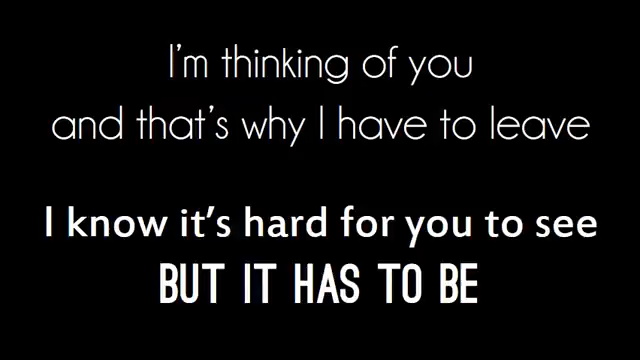 I'm thinking of you
and that's why I have to leave
I know it's hard for you to see
BUT IT HAS TO BE